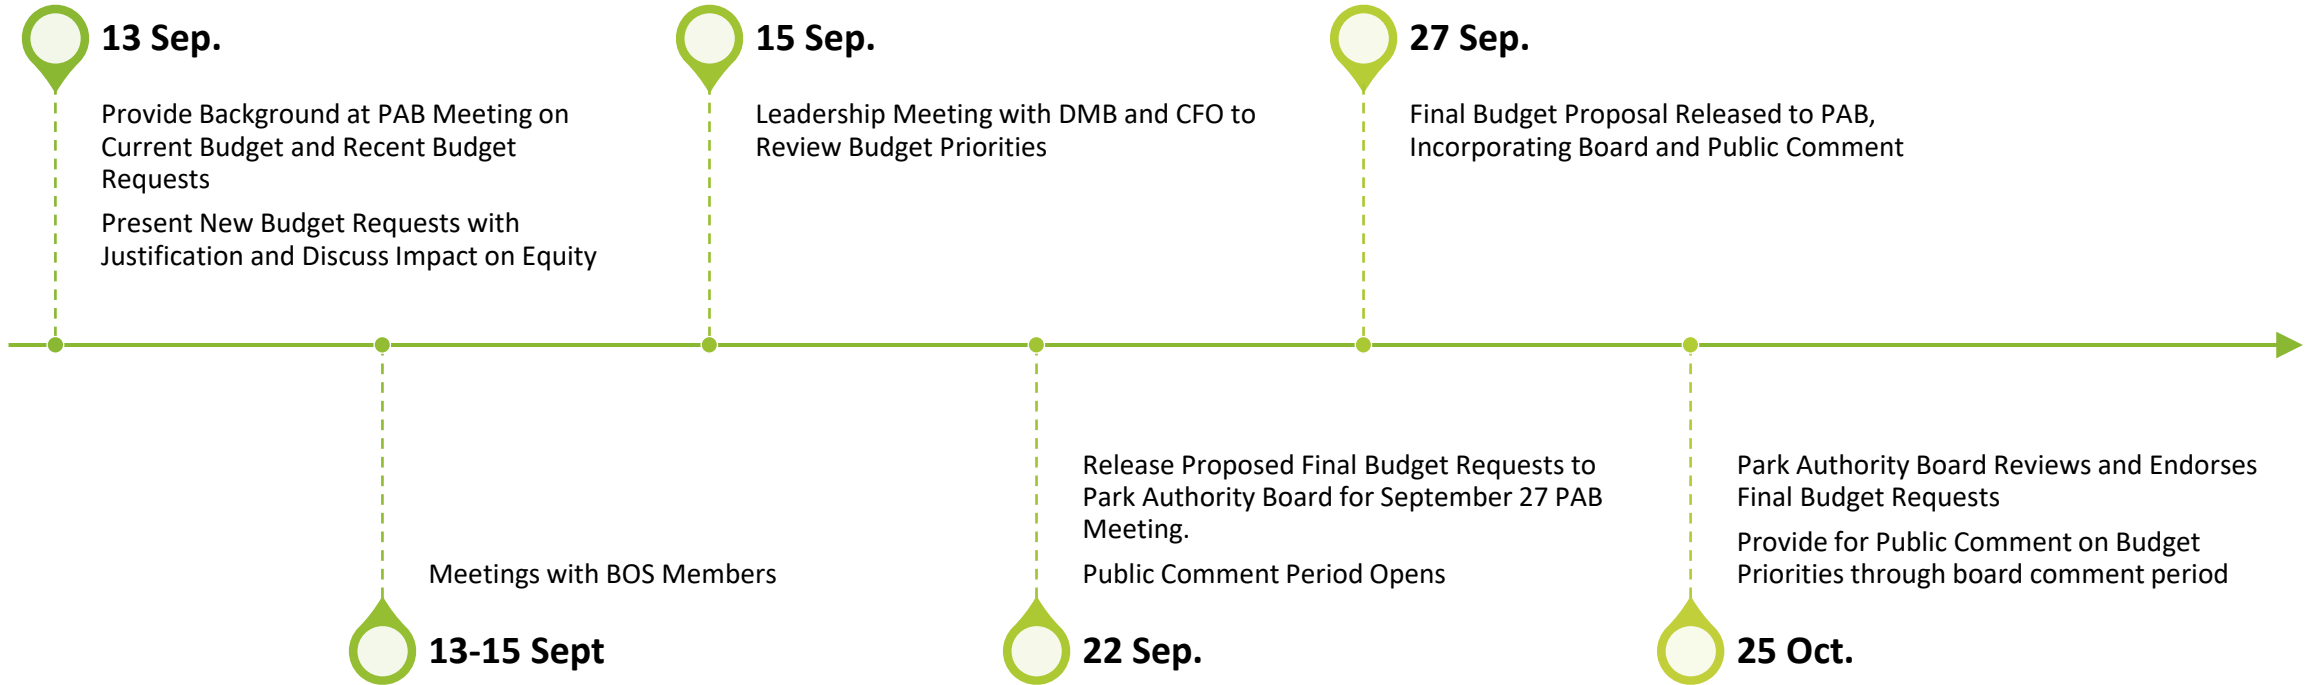 13 Sep.
Provide Background at PAB Meeting on
Current Budget and Recent Budget
Requests
Present New Budget Requests with
Justification and Discuss Impact on Equity
13-15 Sept
Meetings with BOS Members
15 Sep.
Leadership Meeting with DMB and CFO to
Review Budget Priorities
22 Sep.
Release Proposed Final Budget Requests to
Park Authority Board for September 27 PAB
Meeting.
Public Comment Period Opens
27 Sep.
Final Budget Proposal Released to PAB,
Incorporating Board and Public Comment
25 Oct.
Park Authority Board Reviews and Endorses
Final Budget Requests
Provide for Public Comment on Budget
Priorities through board comment period